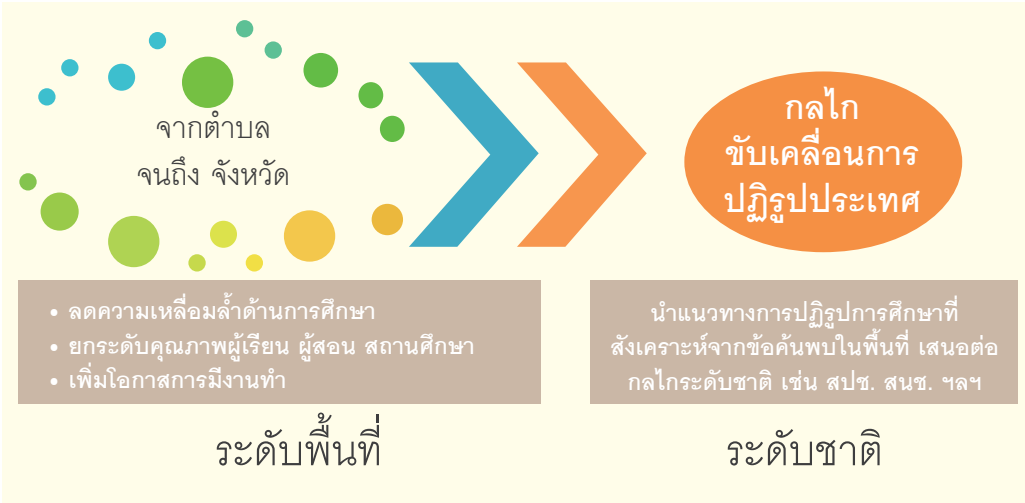 จากตำบล
จนถึง จังหวัด
กลไก
ขับเคลื่อนการ
ปฏิรูปประเทศ
• ลดความเหลื่อมล้ำด้านการศึกษา
• ยกระดับคุณภาพผู้เรียน ผู้สอน สถานศึกษา
• เพิ่มโอกาสการมีงานทำ
นำแนวทางการปฏิรูปการศึกษาที่
สังเคราะห์จากข้อค้นพบในพื้นที่ เสนอต่อ
กลไกระดับชาติ เช่น สปช. สนช. ฯลฯ
ระดับพื้นที่
ระดับชาติ